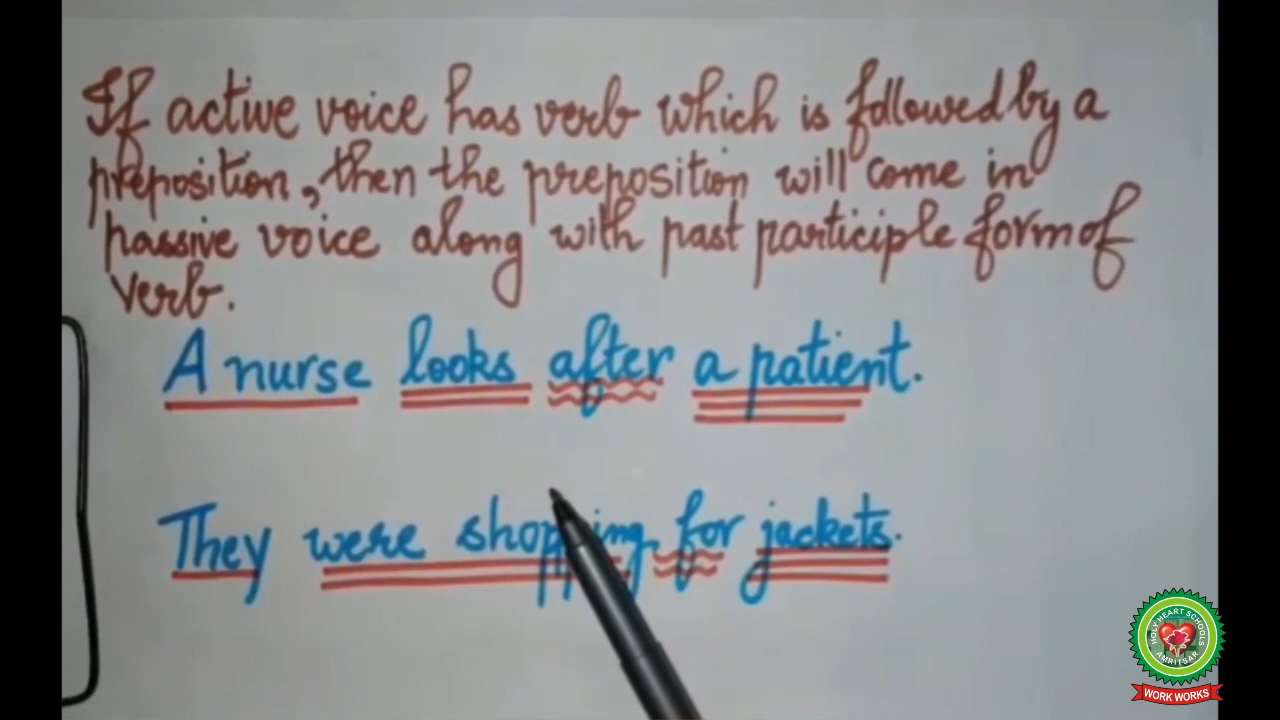 If active voice has verb which is followed by a
preposition, then the preposition will come in
passive voice along with past participle form of
verb.
A nurse looks after a patient.
They were shopping for jackets.
HOLY HEART SCHOOLS
AMRITSAR
WORK WORKS